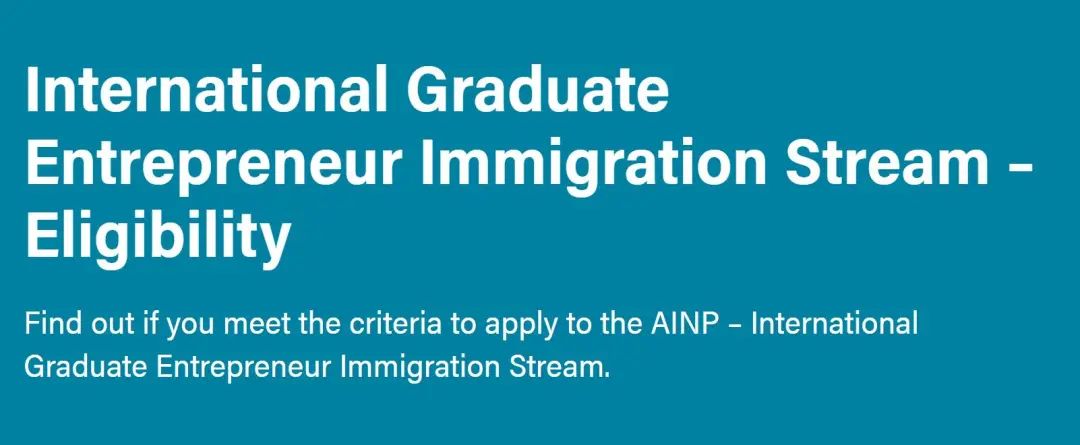 International Graduate
Entrepreneur Immigration Stream –
Eligibility
Find out if you meet the criteria to apply to the AINP – International
Graduate Entrepreneur Immigration Stream.